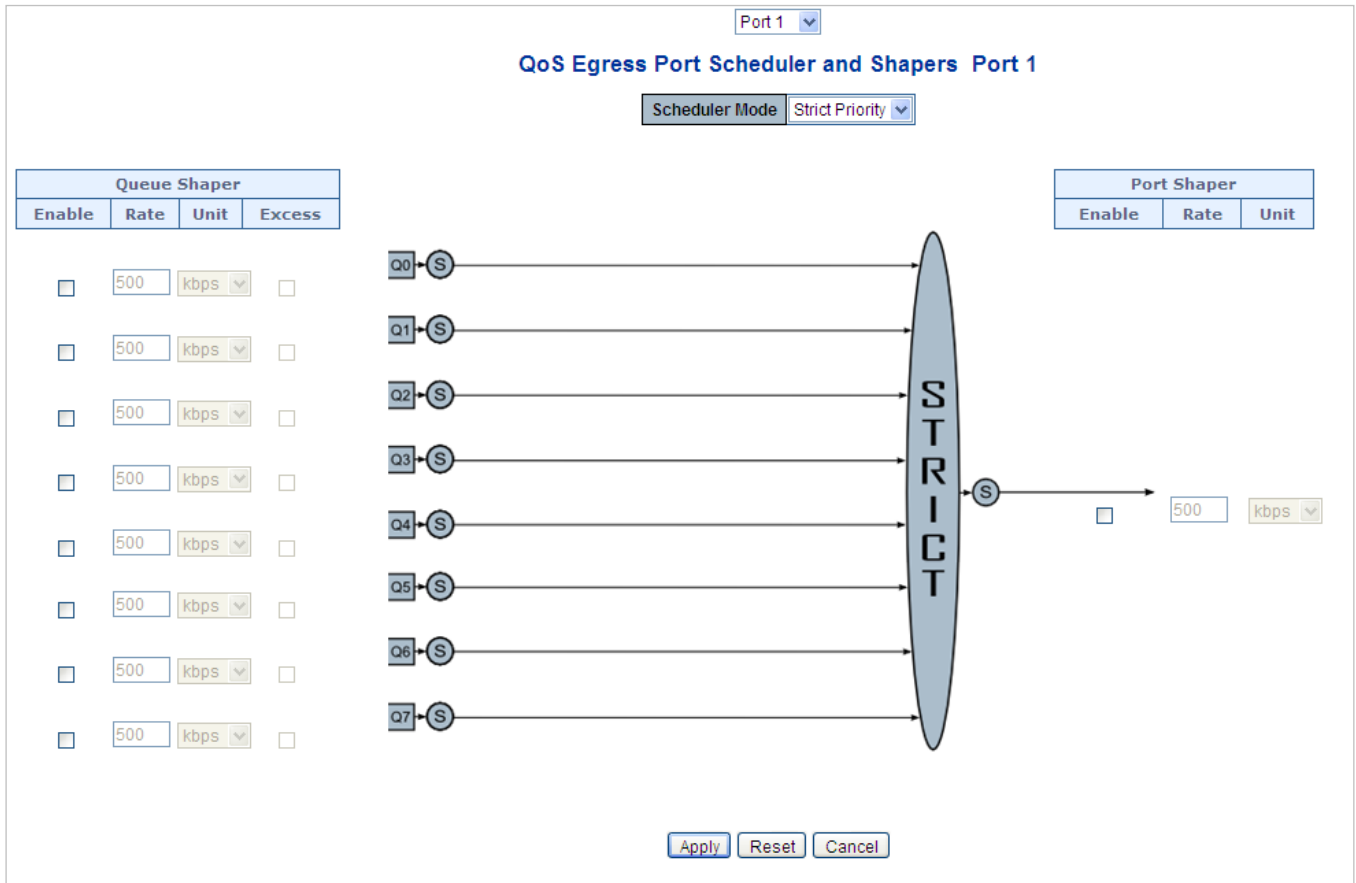 Port 1
QoS Egress Port Scheduler and Shapers Port 1
Scheduler Mode Strict Priority
Queue Shaper
Enable Rate Unit Excess
Port Shaper
Enable Rate Unit
500 kbps
Q0 S
500 kbps
Q1 S
500 kbps
Q2 S
500 kbps
Q3 S
500 kbps
Q4 S
500 kbps
Q5 S
500 kbps
Q6 S
500 kbps
Q7 S
STRICT
S
500 kbps
Apply Reset Cancel